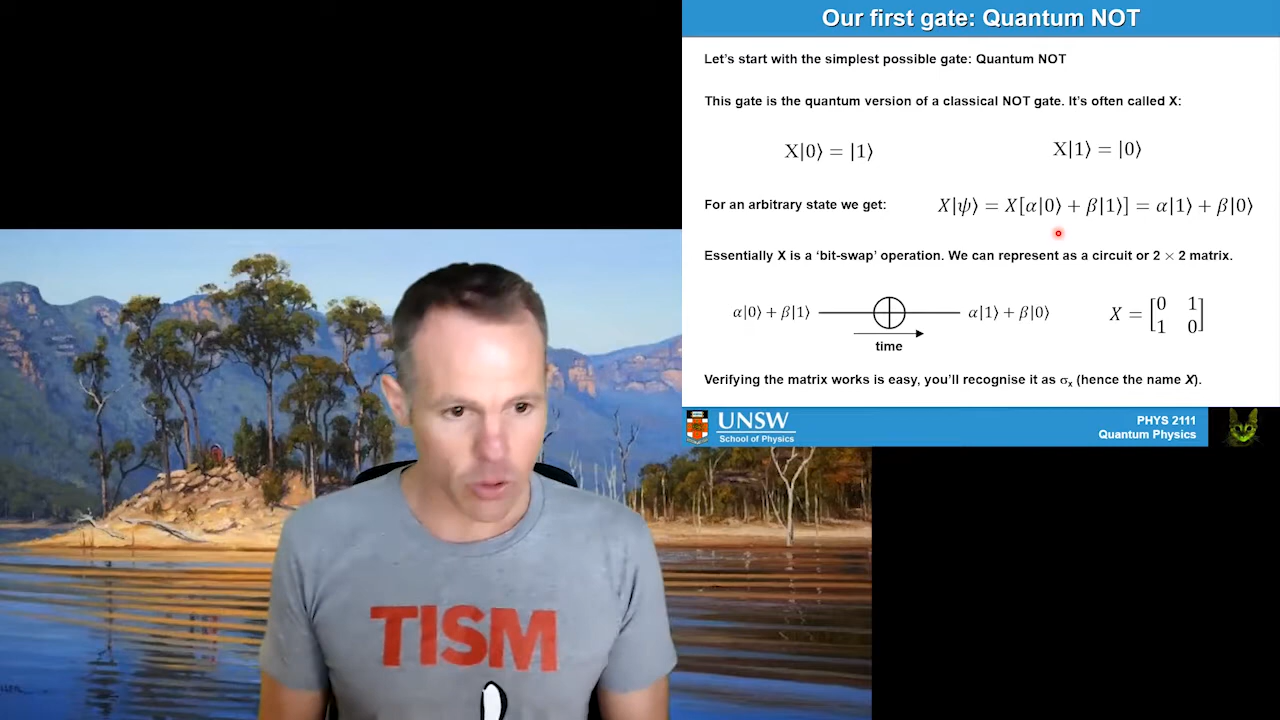 Our first gate: Quantum NOT
Let's start with the simplest possible gate: Quantum NOT
This gate is the quantum version of a classical NOT gate. It's often called X:
X|0⟩ = |1⟩
X|1⟩ = |0⟩
For an arbitrary state we get:
X|ψ⟩ = X[α|0⟩ + β|1⟩] = α|1⟩ + β|0⟩
Essentially X is a 'bit-swap' operation. We can represent as a circuit or 2 × 2 matrix.
α|0⟩ + β|1⟩
α|1⟩ + β|0⟩
X = [0 1
1 0]
time
Verifying the matrix works is easy, you'll recognise it as σₓ (hence the name X).
UNSW
School of Physics
PHYS 2111
Quantum Physics
TISM